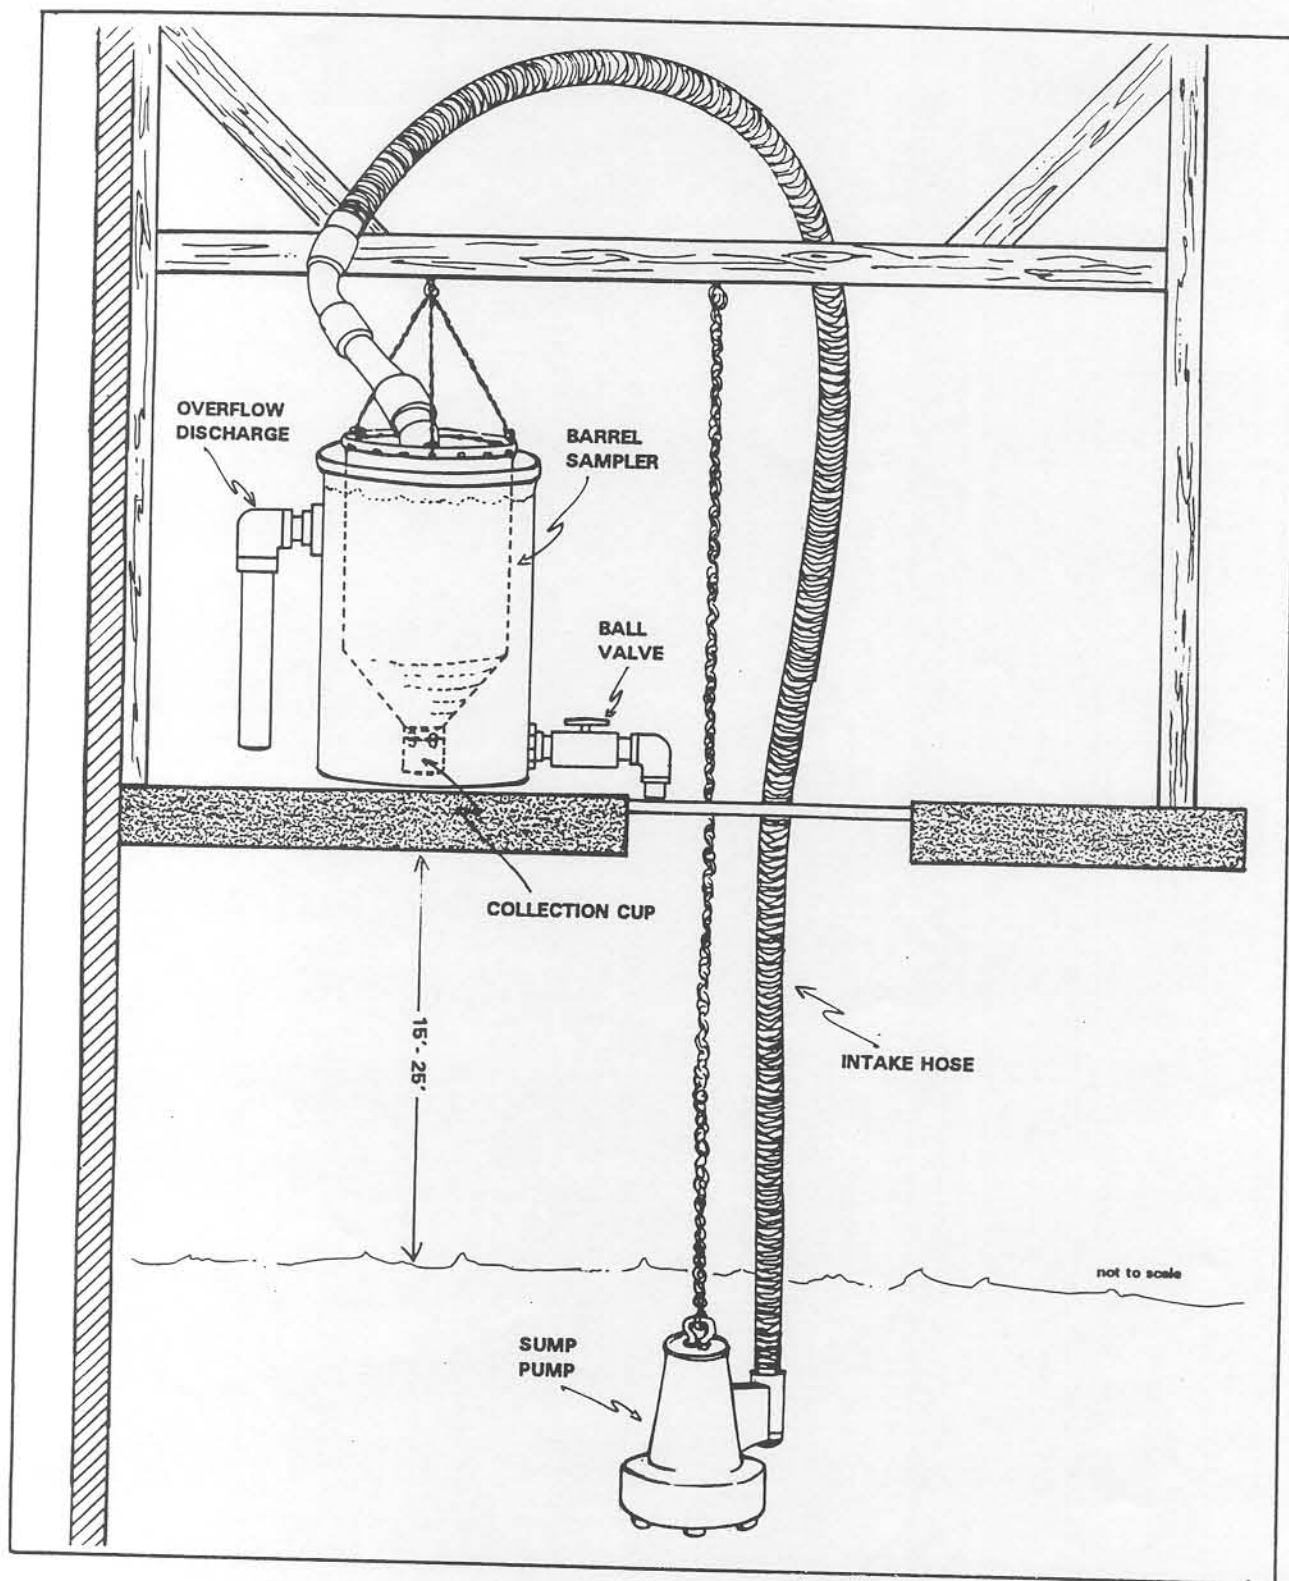 OVERFLOW
DISCHARGE
BARREL
SAMPLER
BALL
VALVE
COLLECTION CUP
15'- 25'
INTAKE HOSE
not to scale
SUMP
PUMP